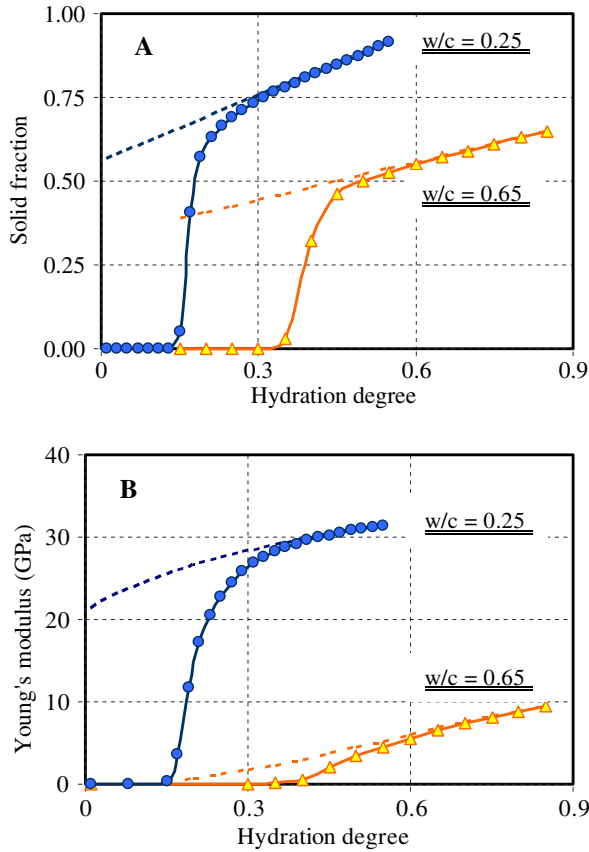 1.00
A
w/c = 0.25
0.75
Solid fraction
0.50
w/c = 0.65
0.25
0.00
0 0.3 0.6 0.9
Hydration degree
40
B
w/c = 0.25
30
Young's modulus (GPa)
20
w/c = 0.65
10
0
0 0.3 0.6 0.9
Hydration degree